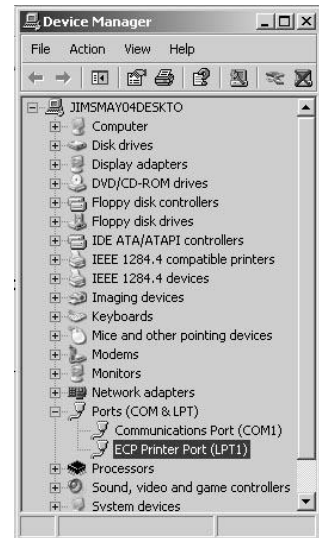 Device Manager
File Action View Help
JIMSMAY04DESKTO
Computer
Disk drives
Display adapters
DVD/CD-ROM drives
Floppy disk controllers
Floppy disk drives
IDE ATA/ATAPI controllers
IEEE 1284.4 compatible printers
IEEE 1284.4 devices
Imaging devices
Keyboards
Mice and other pointing devices
Modems
Monitors
Network adapters
Ports (COM & LPT)
Communications Port (COM1)
ECP Printer Port (LPT1)
Processors
Sound, video and game controllers
System devices